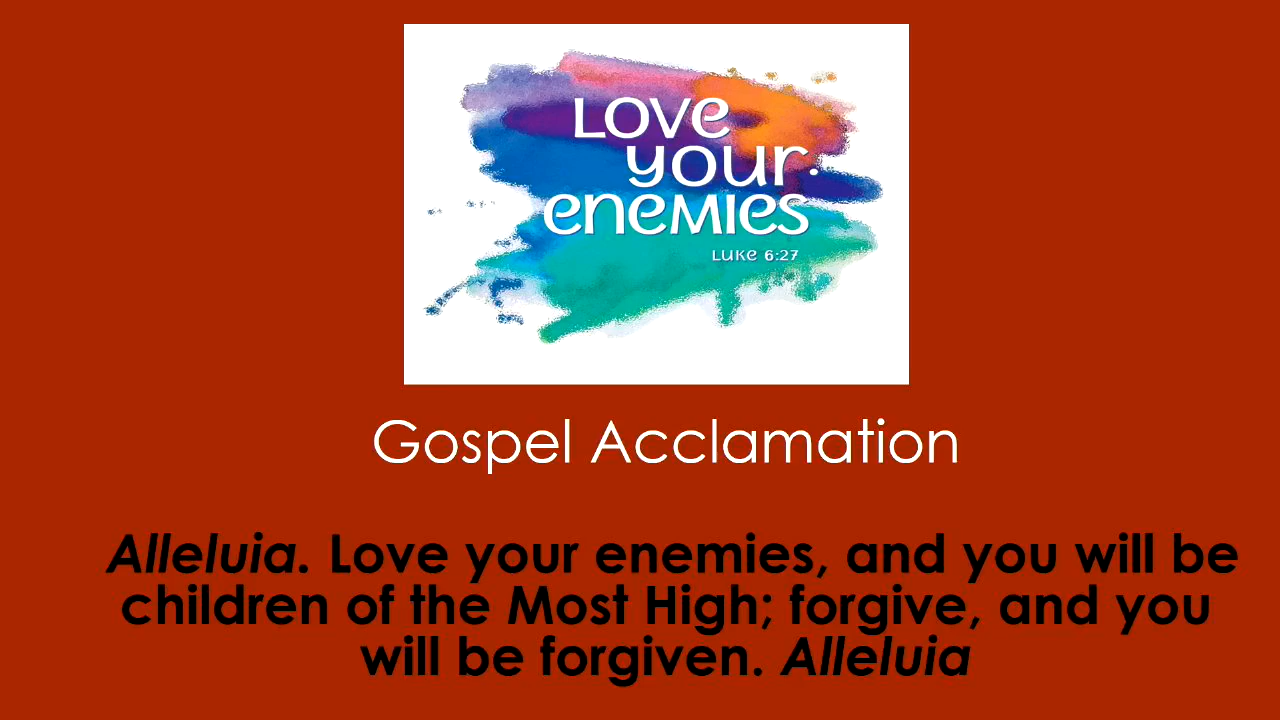 LOVE
your
enemies
Luke 6:27
Gospel Acclamation
Alleluia. Love your enemies, and you will be
children of the Most High; forgive, and you
will be forgiven. Alleluia